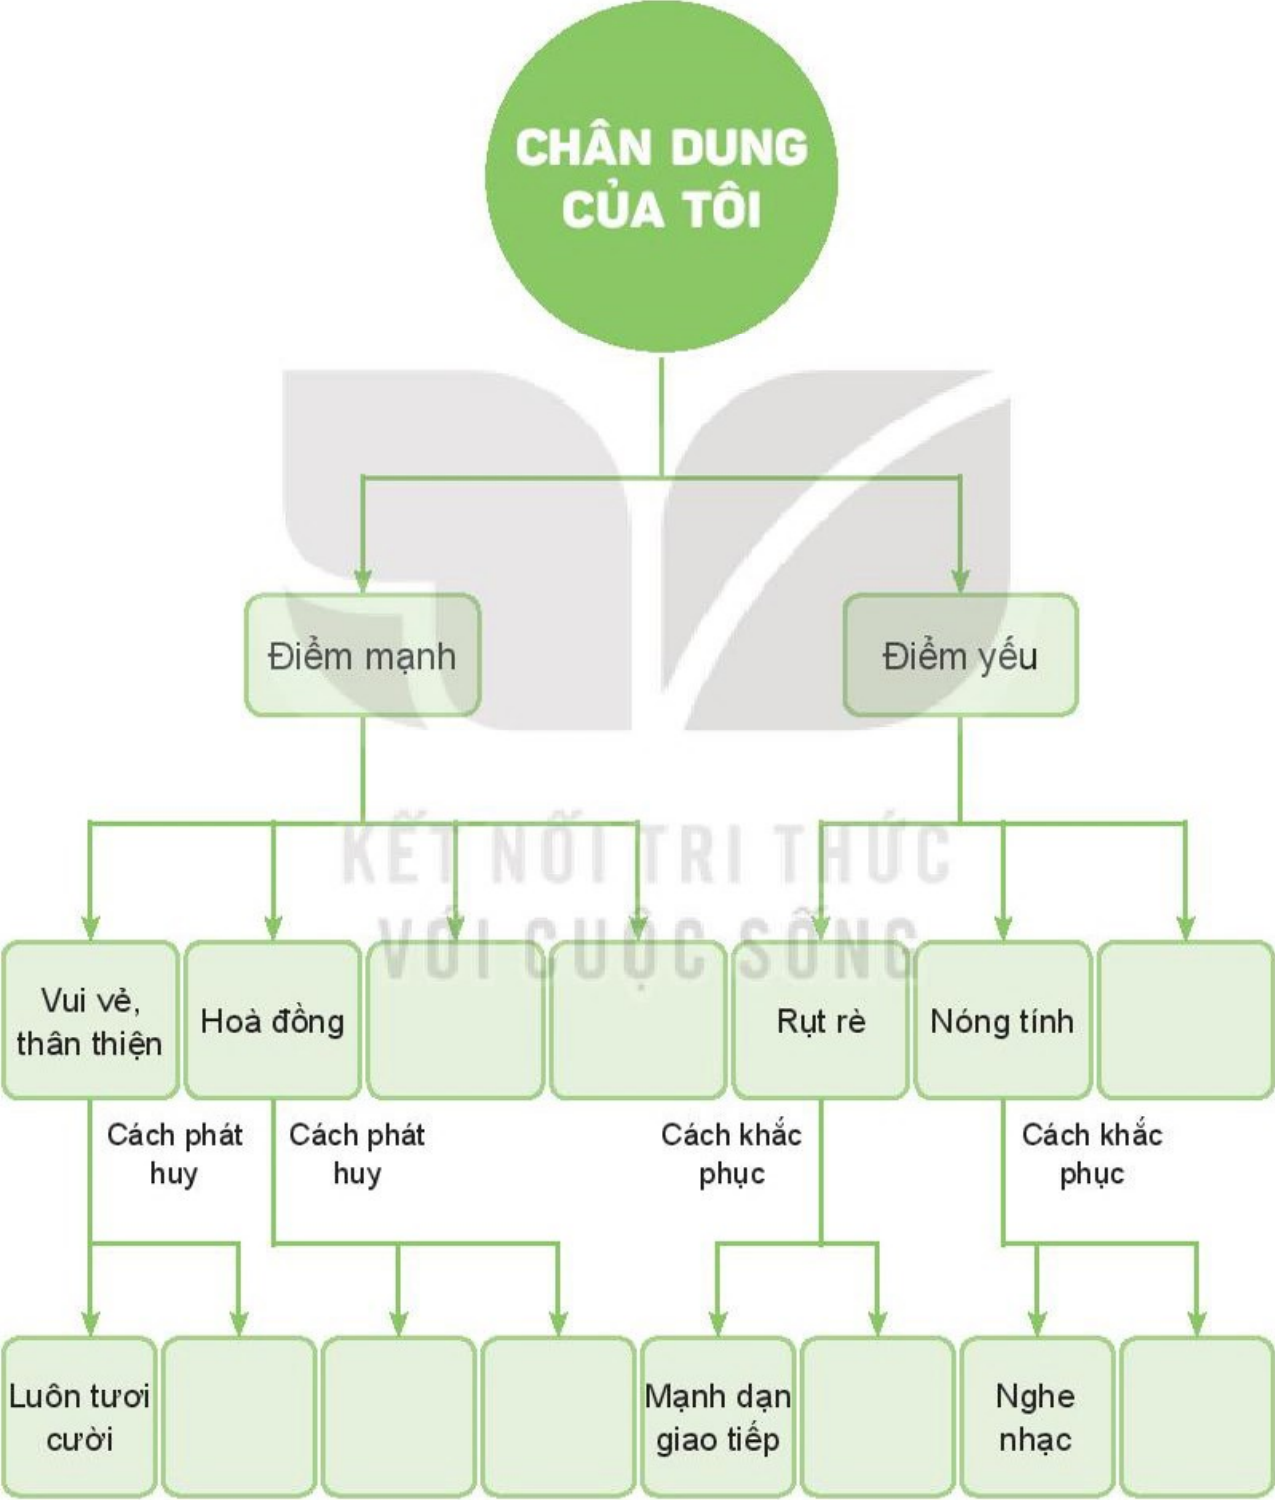 CHÂN DUNG
CỦA TÔI
Điểm mạnh
Điểm yếu
KẾT NỐI TRI THỨC
VỚI CUỘC SỐNG
Vui vẻ,
thân thiện
Hoà đồng
Rụt rè
Nóng tính
Cách phát
huy
Cách phát
huy
Cách khắc
phục
Cách khắc
phục
Luôn tươi
cười
Mạnh dạn
giao tiếp
Nghe
nhạc